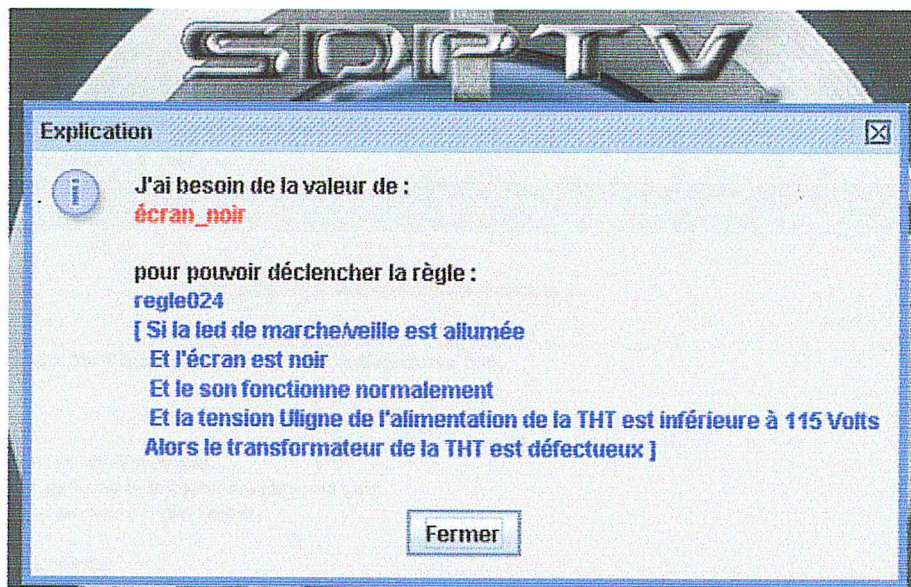 SDPTV
Explication
J'ai besoin de la valeur de :
écran_noir
pour pouvoir déclencher la règle :
regle024
[ Si la led de marche/veille est allumée
Et l'écran est noir
Et le son fonctionne normalement
Et la tension Uligne de l'alimentation de la THT est inférieure à 115 Volts
Alors le transformateur de la THT est défectueux ]
Fermer